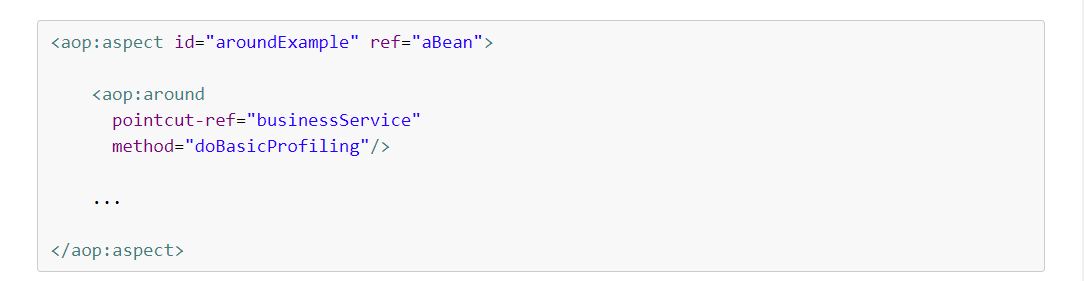 <aop:aspect id="aroundExample" ref="aBean">
<aop:around
pointcut-ref="businessService"
method="doBasicProfiling"/>
...
</aop:aspect>